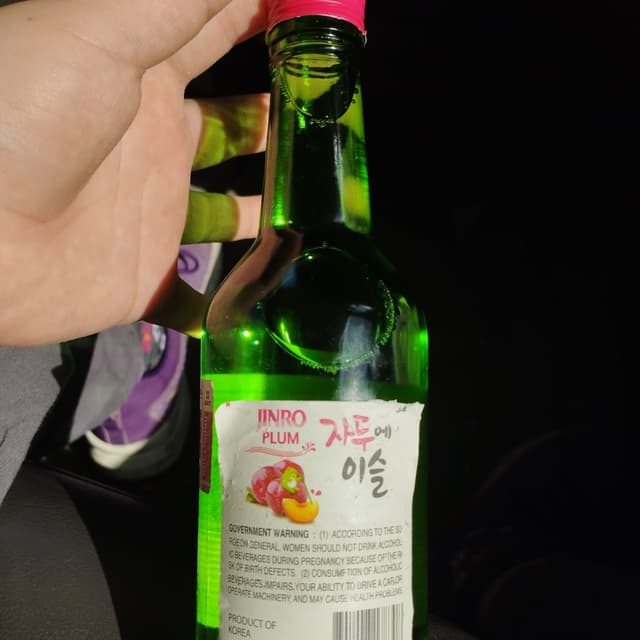 JINRO
PLUM
자두에
이슬
GOVERNMENT WARNING : (1) ACCORDING TO THE SU
RGEON GENERAL, WOMEN SHOULD NOT DRINK ALCOHOL
IC BEVERAGES DURING PREGNANCY BECAUSE OF THE RI
SK OF BIRTH DEFECTS. (2) CONSUMPTION OF ALCOHOLIC
BEVERAGES IMPAIRS YOUR ABILITY TO DRIVE A CAR OR
OPERATE MACHINERY, AND MAY CAUSE HEALTH PROBLEMS.
PRODUCT OF
KOREA